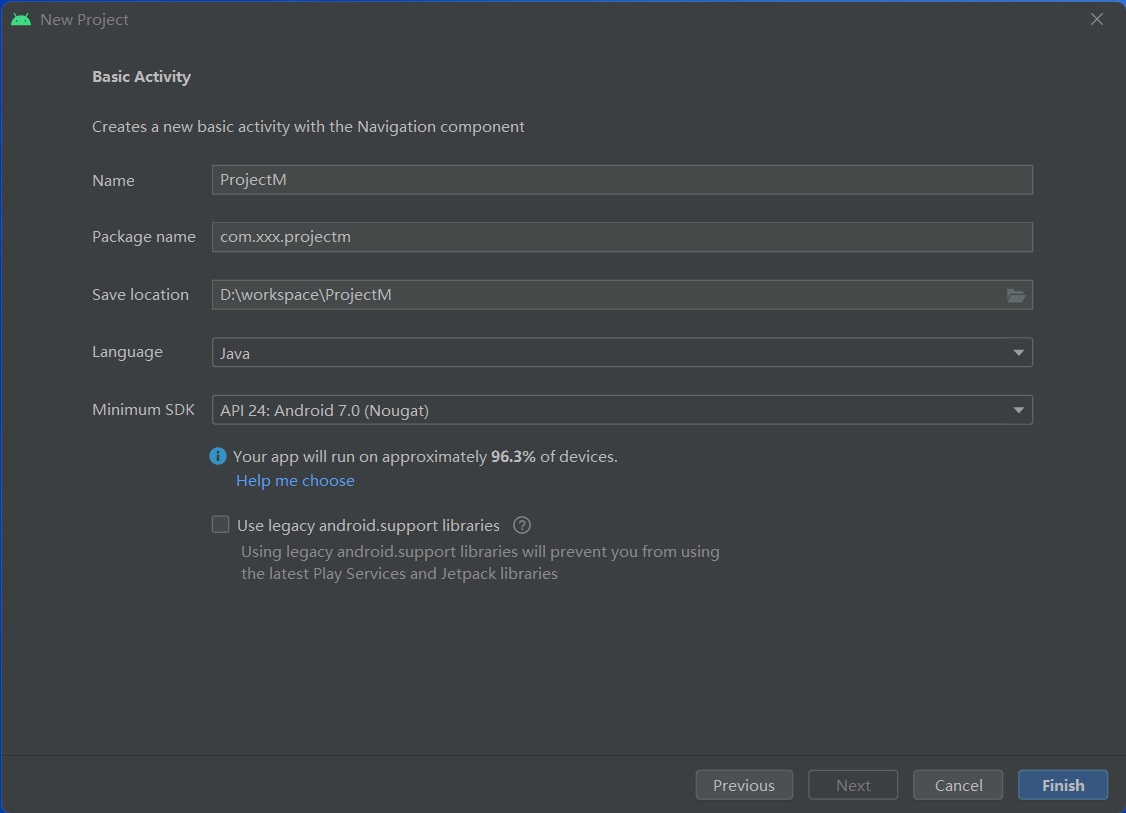 New Project
Basic Activity
Creates a new basic activity with the Navigation component
Name ProjectM
Package name com.xxx.projectm
Save location D:\workspace\ProjectM
Language Java
Minimum SDK API 24: Android 7.0 (Nougat)
Your app will run on approximately 96.3% of devices.
Help me choose
Use legacy android.support libraries ?
Using legacy android.support libraries will prevent you from using
the latest Play Services and Jetpack libraries
Previous Next Cancel Finish